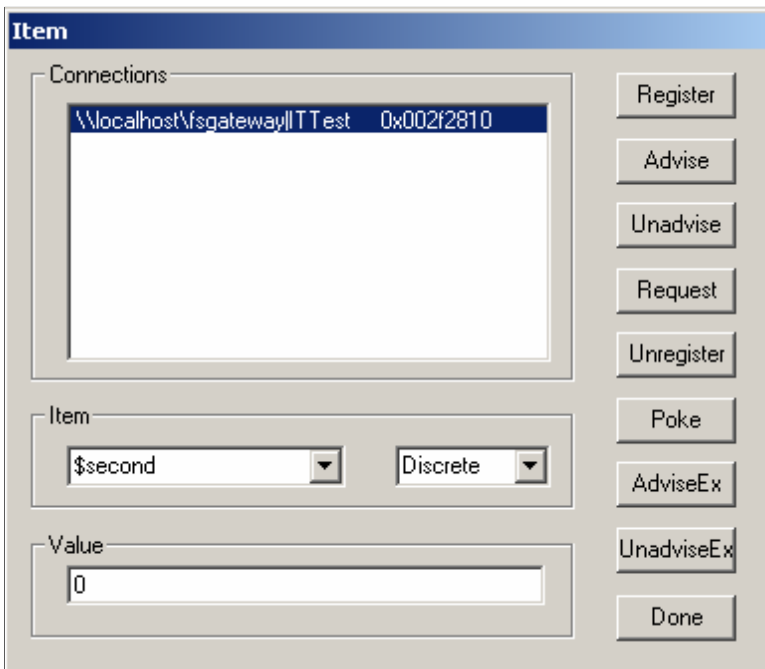 Item
Connections
\\localhost\fsgateway||ITTest 0x002f2810
Register
Advise
Unadvise
Request
Unregister
Item
$second
Discrete
Poke
AdviseEx
Value
0
UnadviseEx
Done